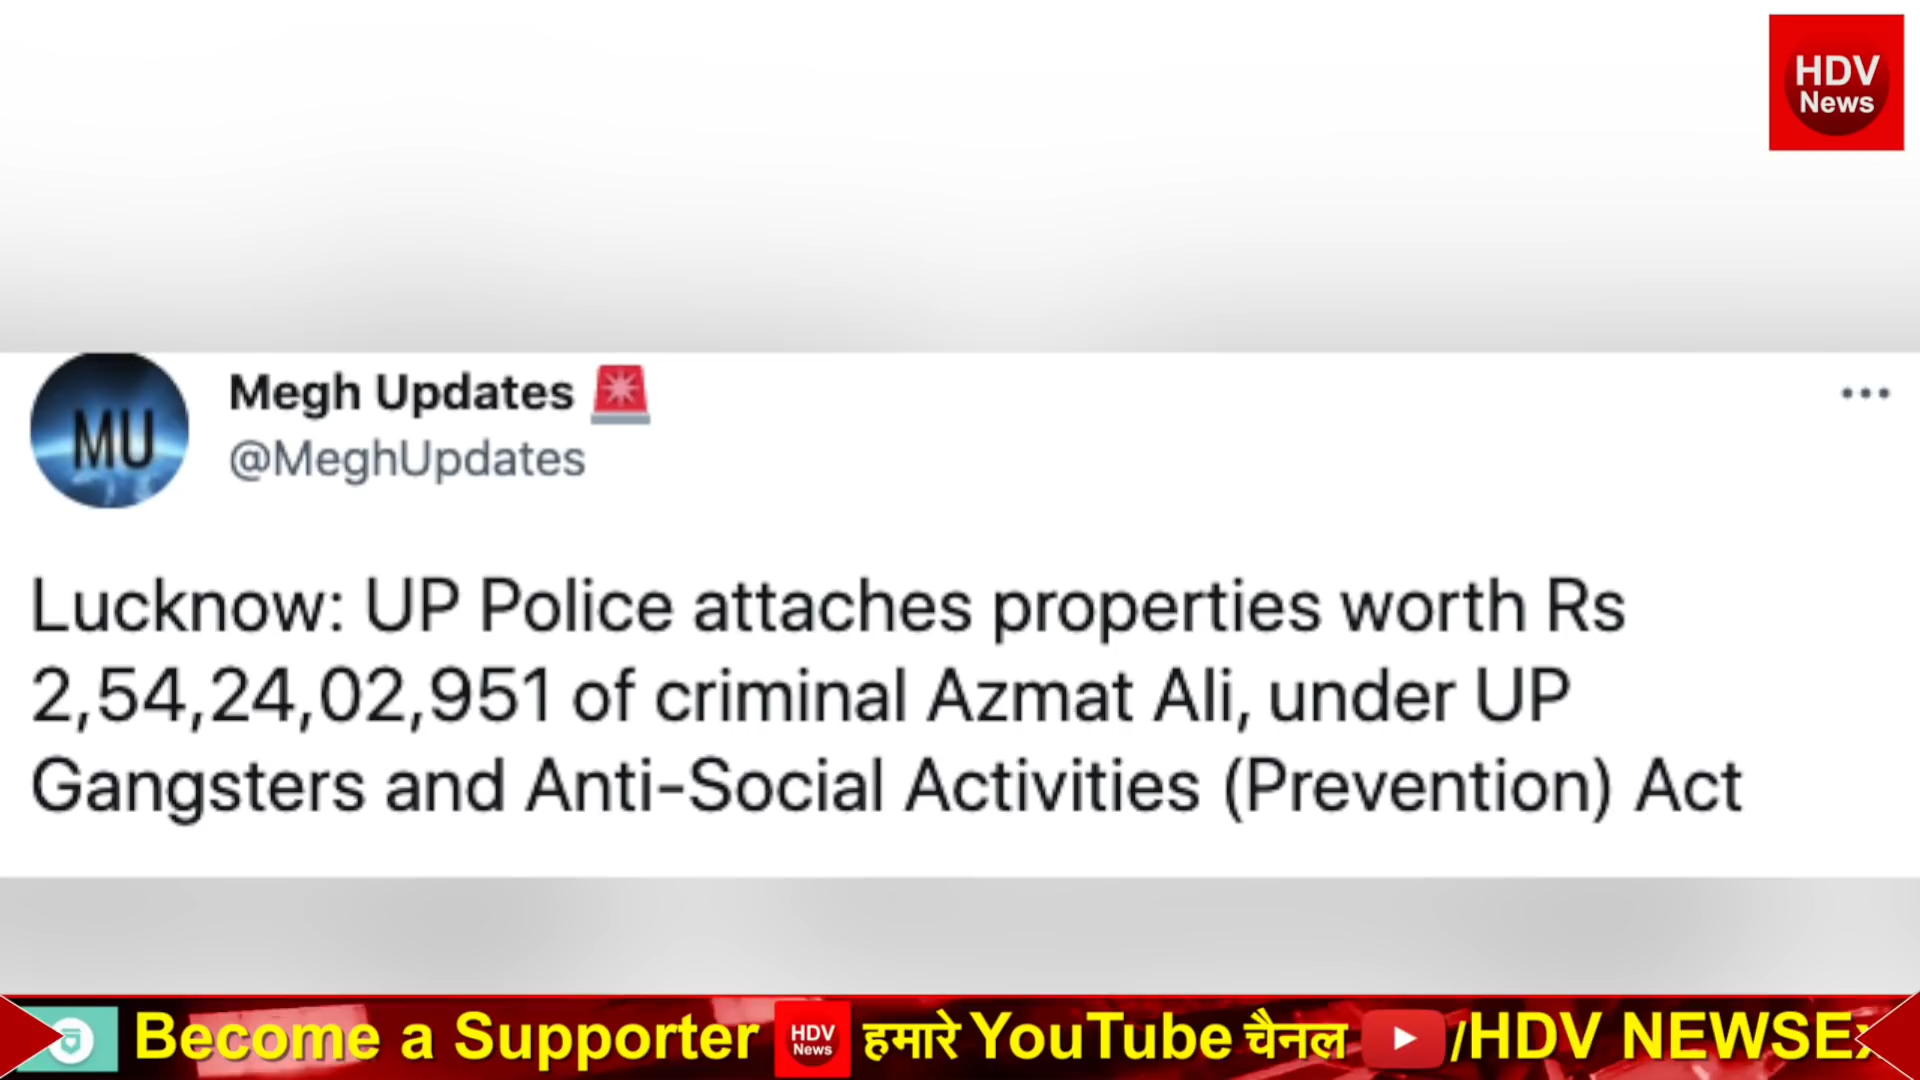 HDV
News
MU
Megh Updates
@MeghUpdates
Lucknow: UP Police attaches properties worth Rs
2,54,24,02,951 of criminal Azmat Ali, under UP
Gangsters and Anti-Social Activities (Prevention) Act
Become a Supporter HDV News हमारे YouTube चैनल /HDV NEWSEx